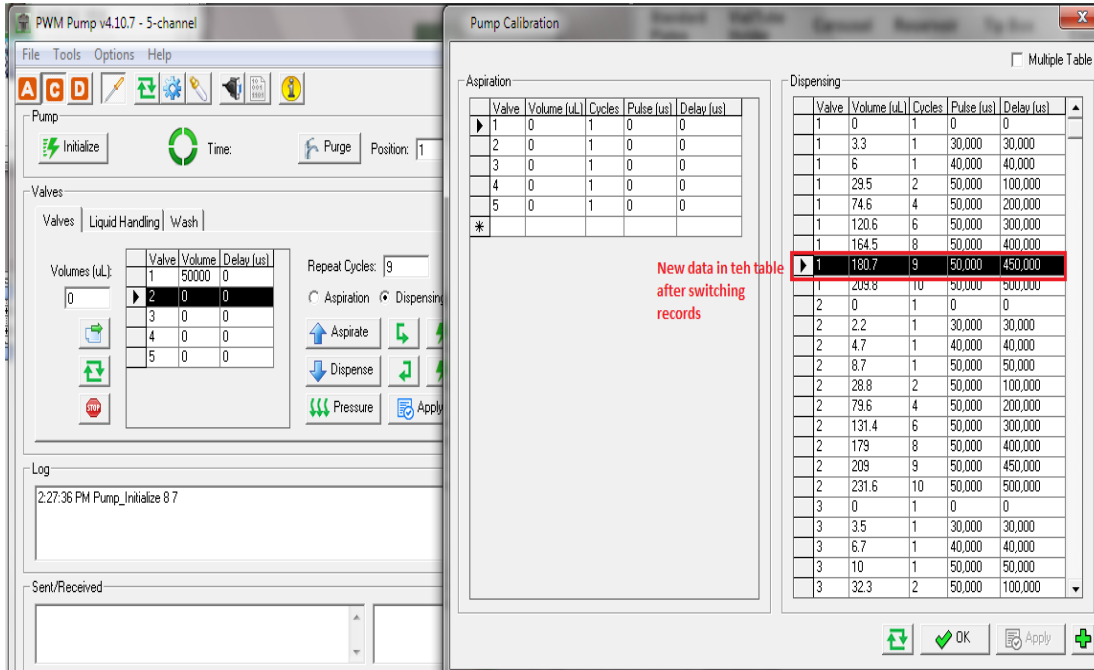 PWM Pump v4.10.7 - 5-channel
File Tools Options Help
A C D
Pump
Initialize
Time:
Purge
Position: 1
Valves
Valves Liquid Handling Wash
Volumes (uL):
0
STOP
Valve Volume Delay (us)
1 50000 0
2 0 0
3 0 0
4 0 0
5 0 0
Repeat Cycles: 9
Aspiration Dispensing
Aspirate
Dispense
Pressure Apply
Log
2:27:36 PM Pump_Initialize 8 7
Sent/Received
Pump Calibration
Multiple Table
Aspiration
Valve Volume (uL) Cycles Pulse (us) Delay (us)
1 0 1 0 0
2 0 1 0 0
3 0 1 0 0
4 0 1 0 0
5 0 1 0 0
New data in teh table
after switching
records
Dispensing
Valve Volume (uL) Cycles Pulse (us) Delay (us)
1 0 1 0 0
1 3.3 1 30,000 30,000
1 6 1 40,000 40,000
1 29.5 2 50,000 100,000
1 74.6 4 50,000 200,000
1 120.6 6 50,000 300,000
1 164.5 8 50,000 400,000
1 180.7 9 50,000 450,000
1 209.8 10 50,000 500,000
2 0 1 0 0
2 2.2 1 30,000 30,000
2 4.7 1 40,000 40,000
2 8.7 1 50,000 50,000
2 28.8 2 50,000 100,000
2 79.6 4 50,000 200,000
2 131.4 6 50,000 300,000
2 179 8 50,000 400,000
2 209 9 50,000 450,000
2 231.6 10 50,000 500,000
3 0 1 0 0
3 3.5 1 30,000 30,000
3 6.7 1 40,000 40,000
3 10 1 50,000 50,000
3 32.3 2 50,000 100,000
OK
Apply